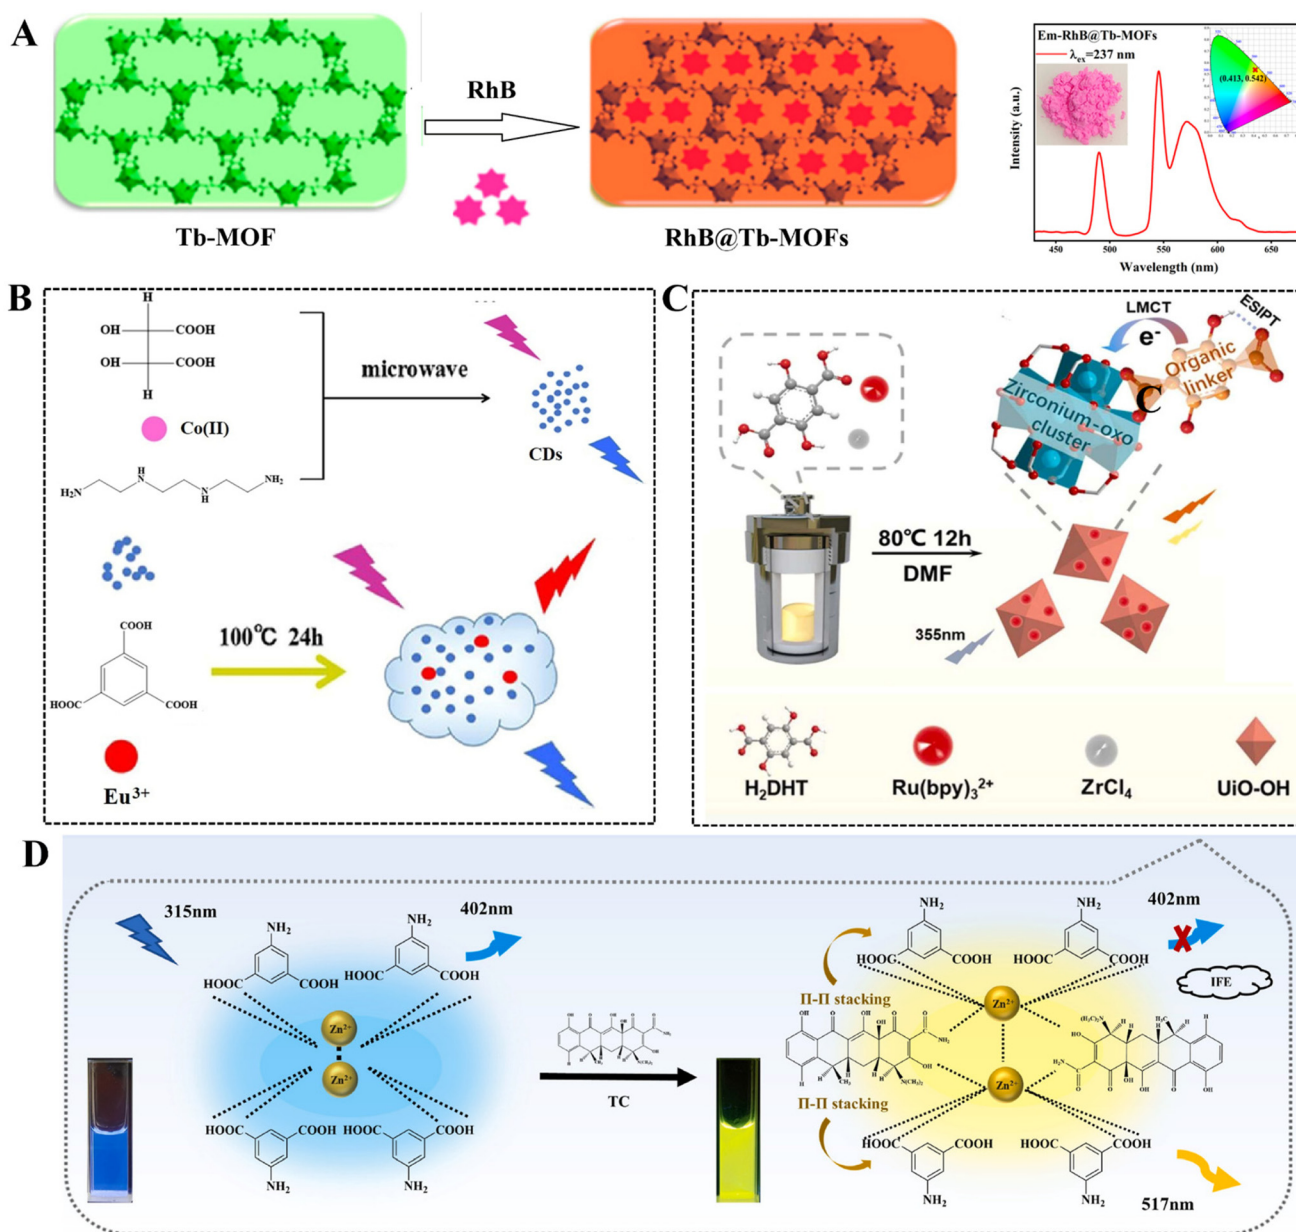 A
RhB
Tb-MOF
RhB@Tb-MOFs
Em-RhB@Tb-MOFs
λex=237 nm
(0.413, 0.542)
Intensity (a.u.)
450 500 550 600 650
Wavelength (nm)
B
H
OH COOH
OH COOH
H
Co(II)
H2N H N N H NH2
microwave
CDs
COOH
HOOC COOH
100℃ 24h
Eu3+
C
LMCT
ESIPT
e-
Organic
linker
C
Zirconium-oxo
cluster
80℃ 12h
DMF
355nm
H2DHT
Ru(bpy)32+
ZrCl4
UiO-OH
D
315nm
402nm
NH2
NH2
HOOC COOH
HOOC COOH
Zn2+
Zn2+
HOOC COOH
HOOC COOH
NH2
NH2
TC
402nm
IFE
NH2
NH2
HOOC COOH
HOOC COOH
Π-Π stacking
Zn2+
Zn2+
Π-Π stacking
HOOC COOH
HOOC COOH
NH2
NH2
517nm